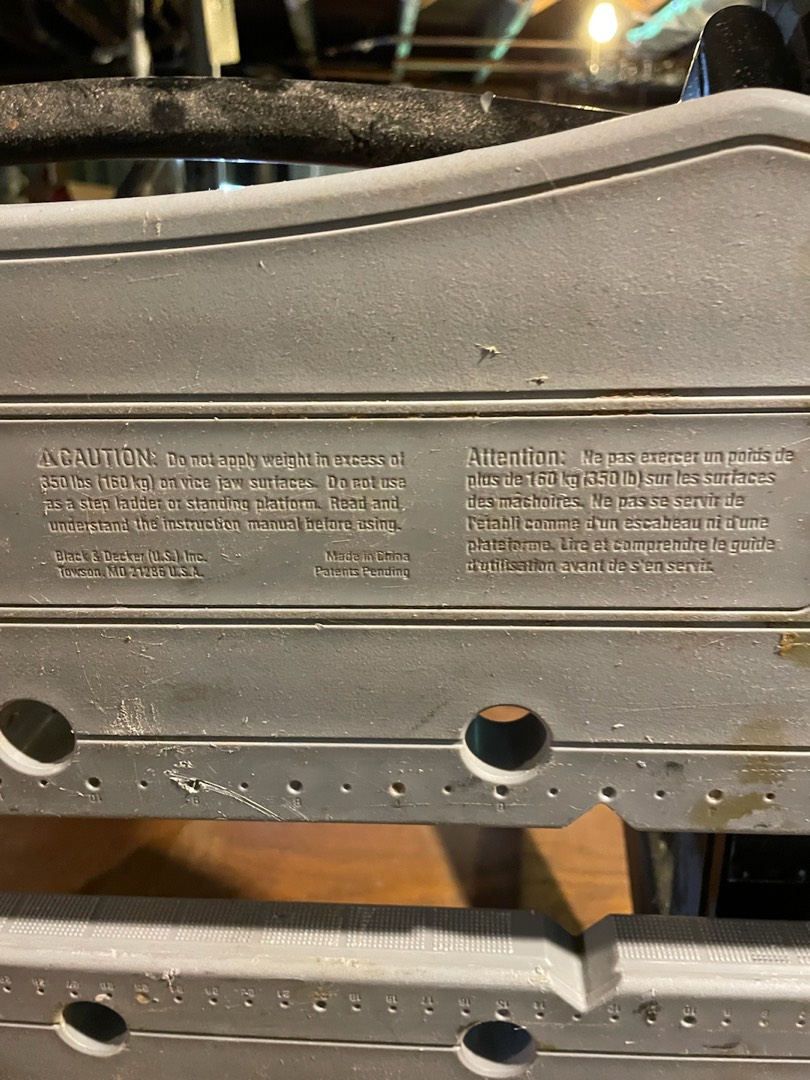 ⚠CAUTION: Do not apply weight in excess of
350 lbs (160 kg) on vice jaw surfaces. Do not use
as a step ladder or standing platform. Read and
understand the instruction manual before using.
Black & Decker (U.S.) Inc.
Towson, MD 21286 U.S.A.
Made in China
Patents Pending
Attention: Ne pas exercer un poids de
plus de 160 kg (350 lb) sur les surfaces
des mâchoires. Ne pas se servir de
l'établi comme d'un escabeau ni d'une
plateforme. Lire et comprendre le guide
d'utilisation avant de s'en servir.